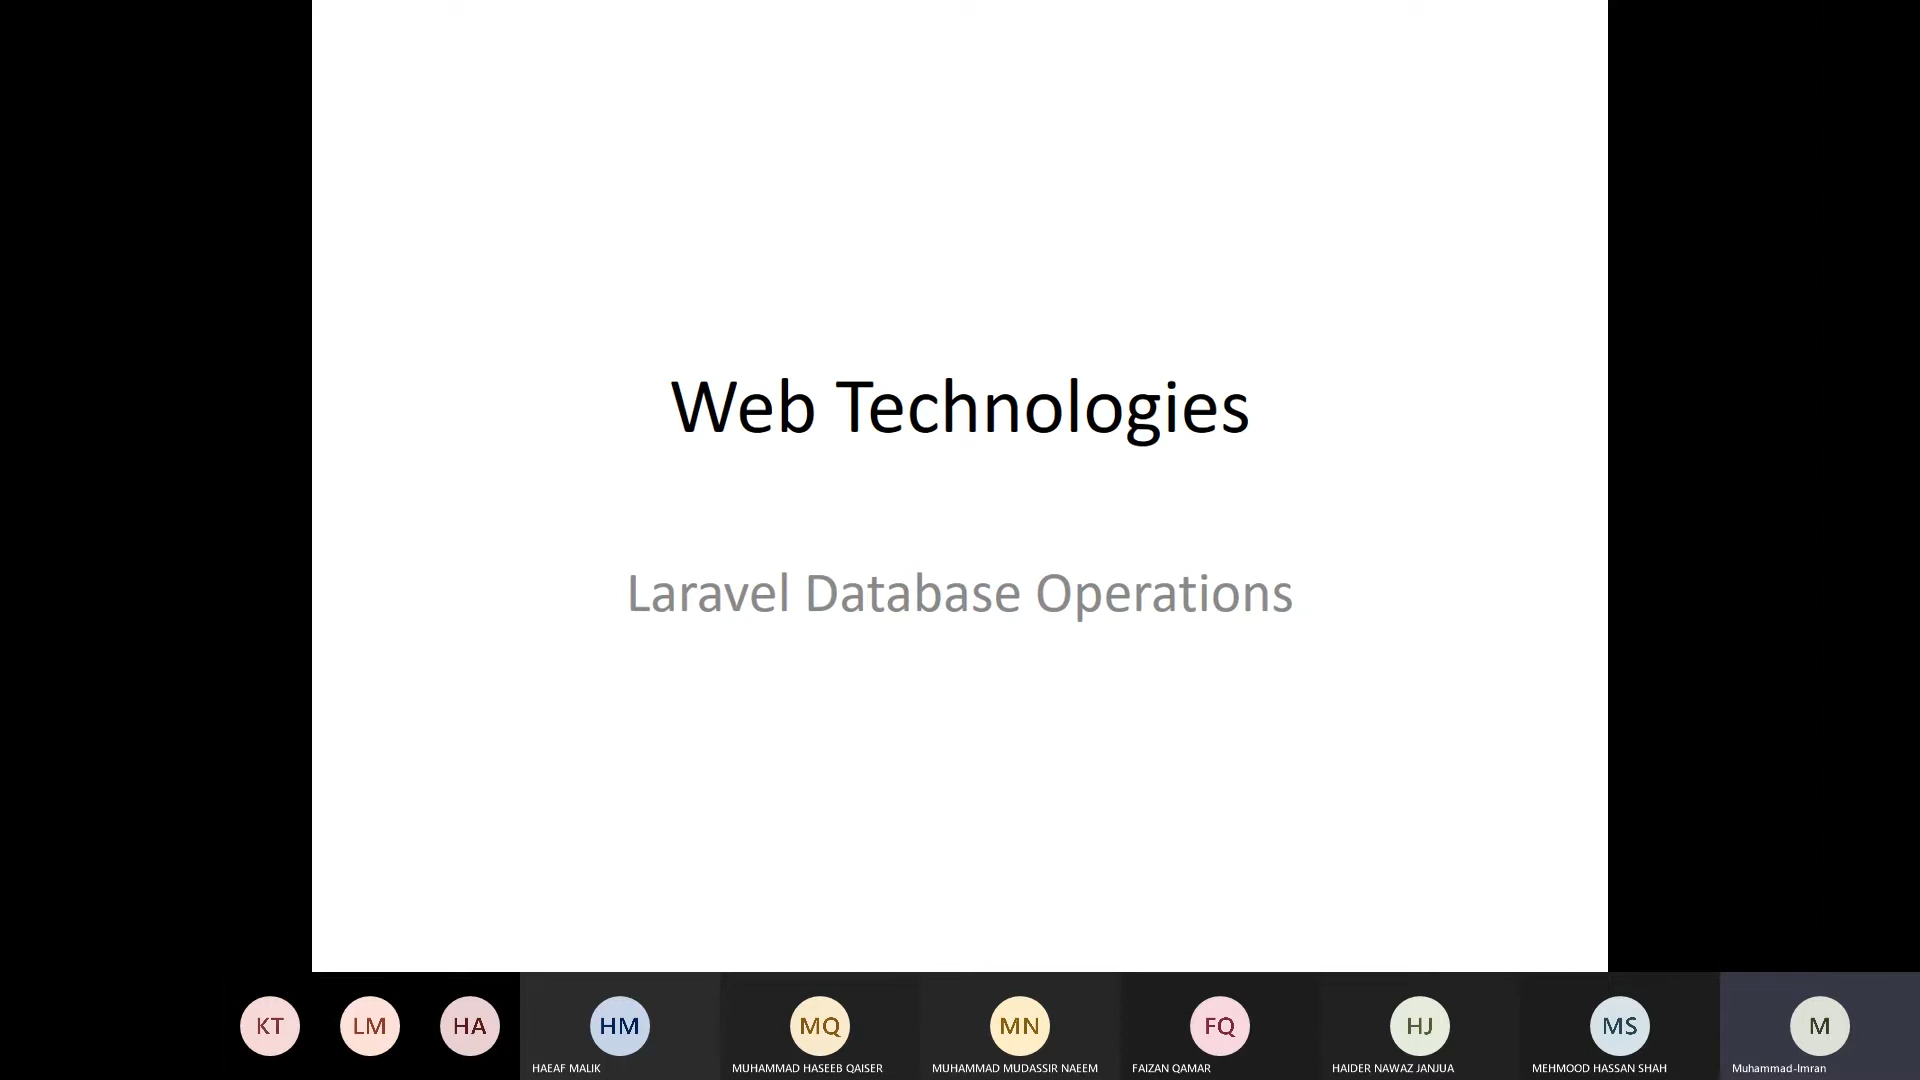 Web Technologies
Laravel Database Operations
KT LM HA HM MQ MN FQ HJ MS M
HAEAF MALIK MUHAMMAD HASEEB QAISER MUHAMMAD MUDASSIR NAEEM FAIZAN QAMAR HAIDER NAWAZ JANJUA MEHMOOD HASSAN SHAH Muhammad-Imran